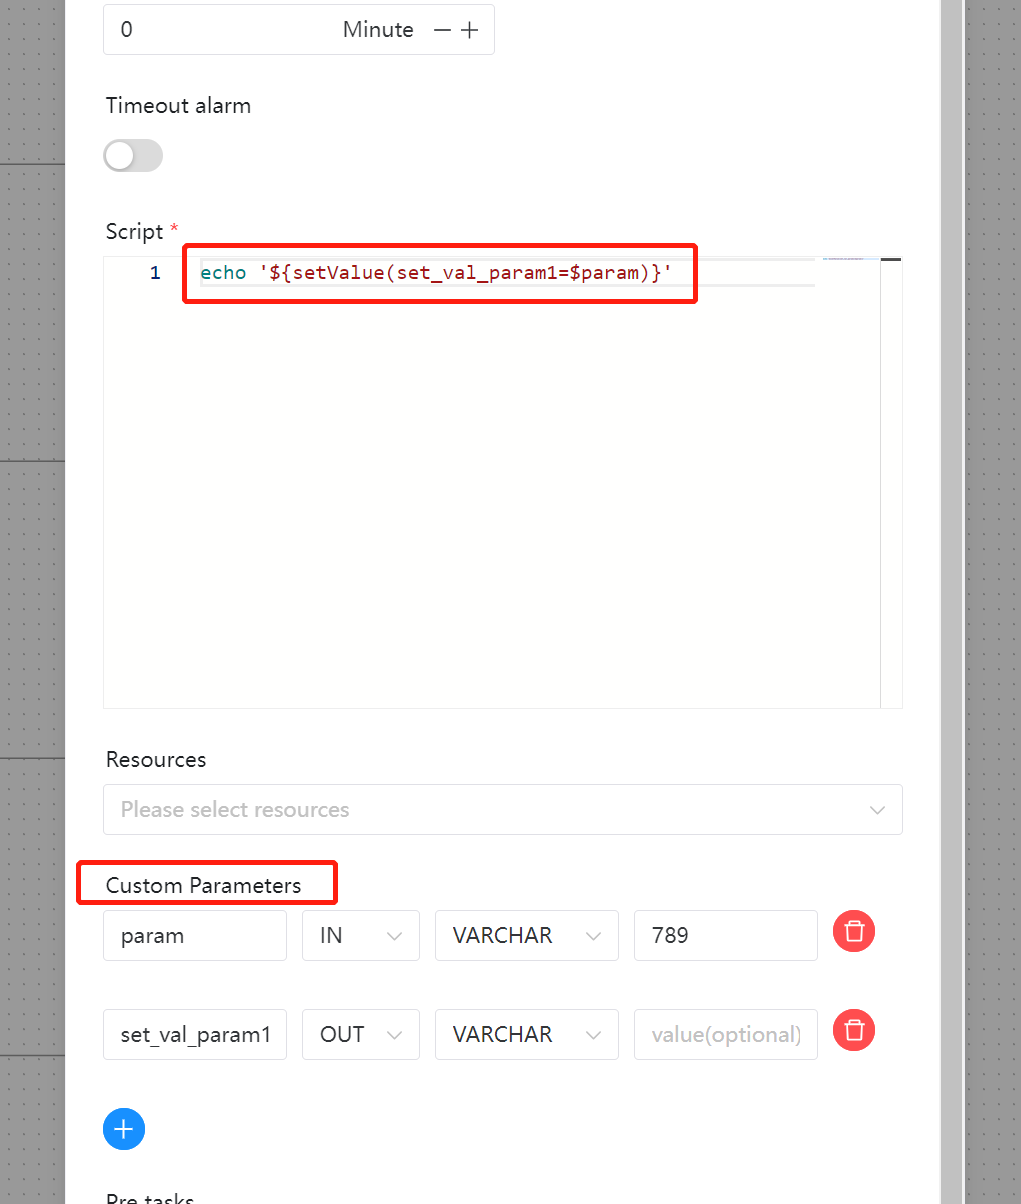 0 Minute
Timeout alarm
Script *
1 echo '${setValue(set_val_param1=$param)}'
Resources
Please select resources
Custom Parameters
param IN VARCHAR 789
set_val_param1 OUT VARCHAR value(optional)
Pre tasks